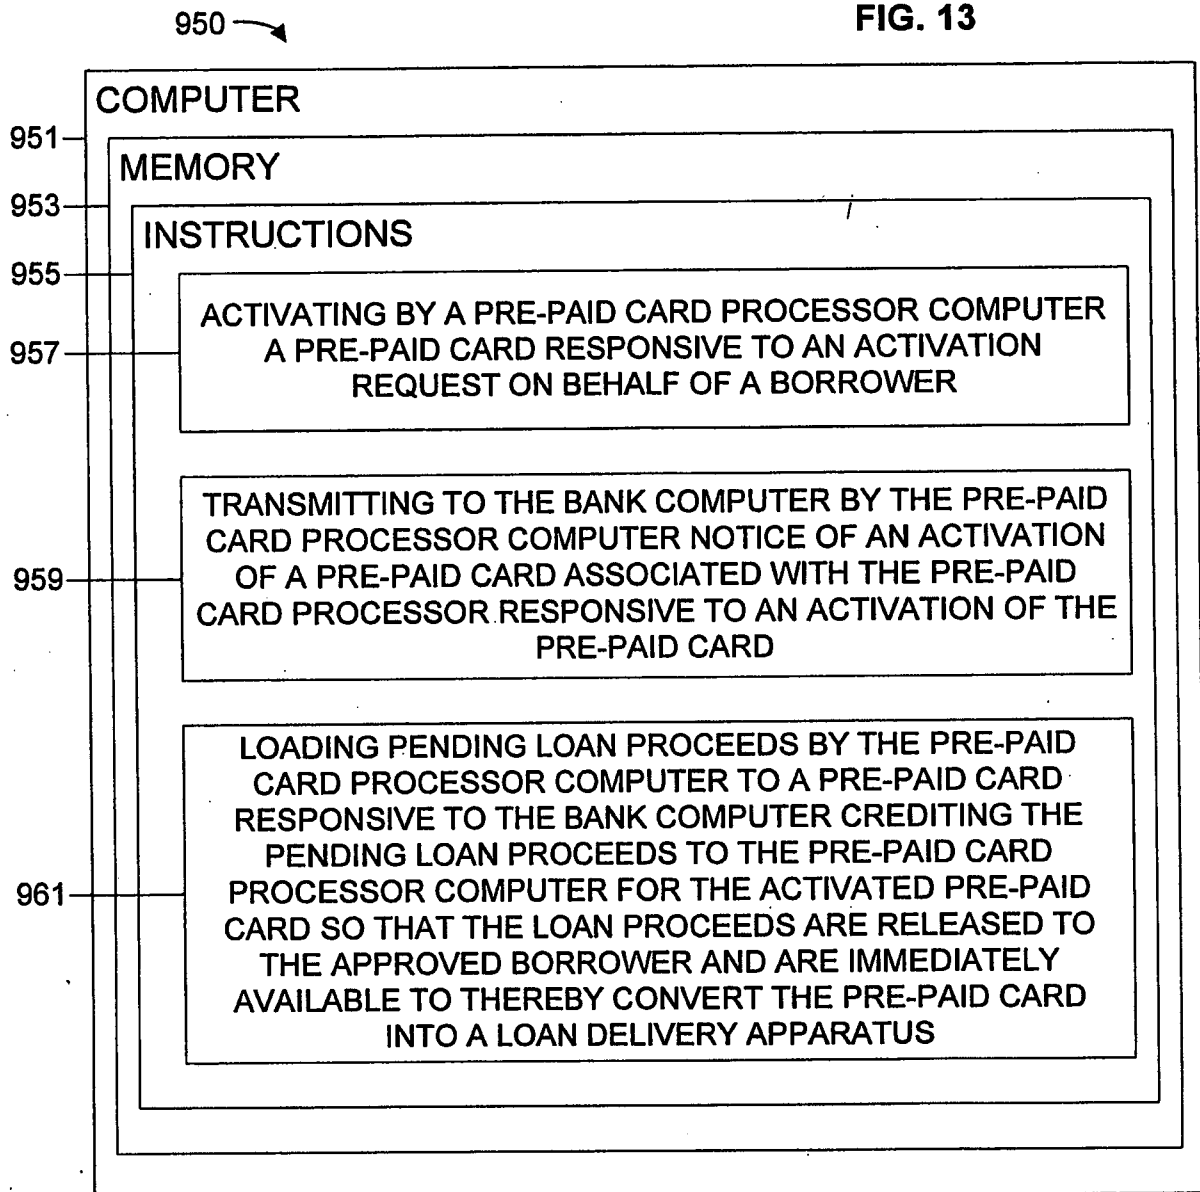 950
FIG. 13
COMPUTER
951
MEMORY
953
INSTRUCTIONS
955
ACTIVATING BY A PRE-PAID CARD PROCESSOR COMPUTER
957
A PRE-PAID CARD RESPONSIVE TO AN ACTIVATION
REQUEST ON BEHALF OF A BORROWER
TRANSMITTING TO THE BANK COMPUTER BY THE PRE-PAID
CARD PROCESSOR COMPUTER NOTICE OF AN ACTIVATION
959
OF A PRE-PAID CARD ASSOCIATED WITH THE PRE-PAID
CARD PROCESSOR RESPONSIVE TO AN ACTIVATION OF THE
PRE-PAID CARD
LOADING PENDING LOAN PROCEEDS BY THE PRE-PAID
CARD PROCESSOR COMPUTER TO A PRE-PAID CARD
RESPONSIVE TO THE BANK COMPUTER CREDITING THE
PENDING LOAN PROCEEDS TO THE PRE-PAID CARD
961
PROCESSOR COMPUTER FOR THE ACTIVATED PRE-PAID
CARD SO THAT THE LOAN PROCEEDS ARE RELEASED TO
THE APPROVED BORROWER AND ARE IMMEDIATELY
AVAILABLE TO THEREBY CONVERT THE PRE-PAID CARD
INTO A LOAN DELIVERY APPARATUS